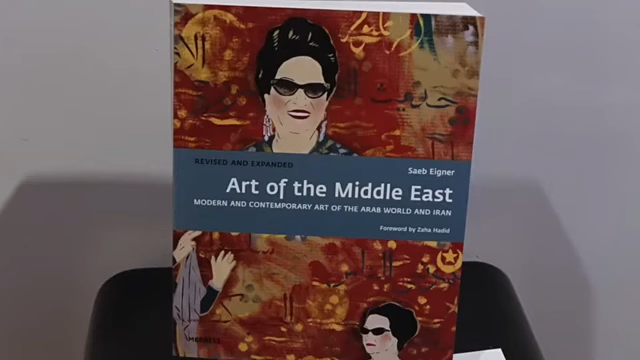 REVISED AND EXPANDED
Saeb Eigner
Art of the Middle East
MODERN AND CONTEMPORARY ART OF THE ARAB WORLD AND IRAN
Foreword by Zaha Hadid
MERRELL